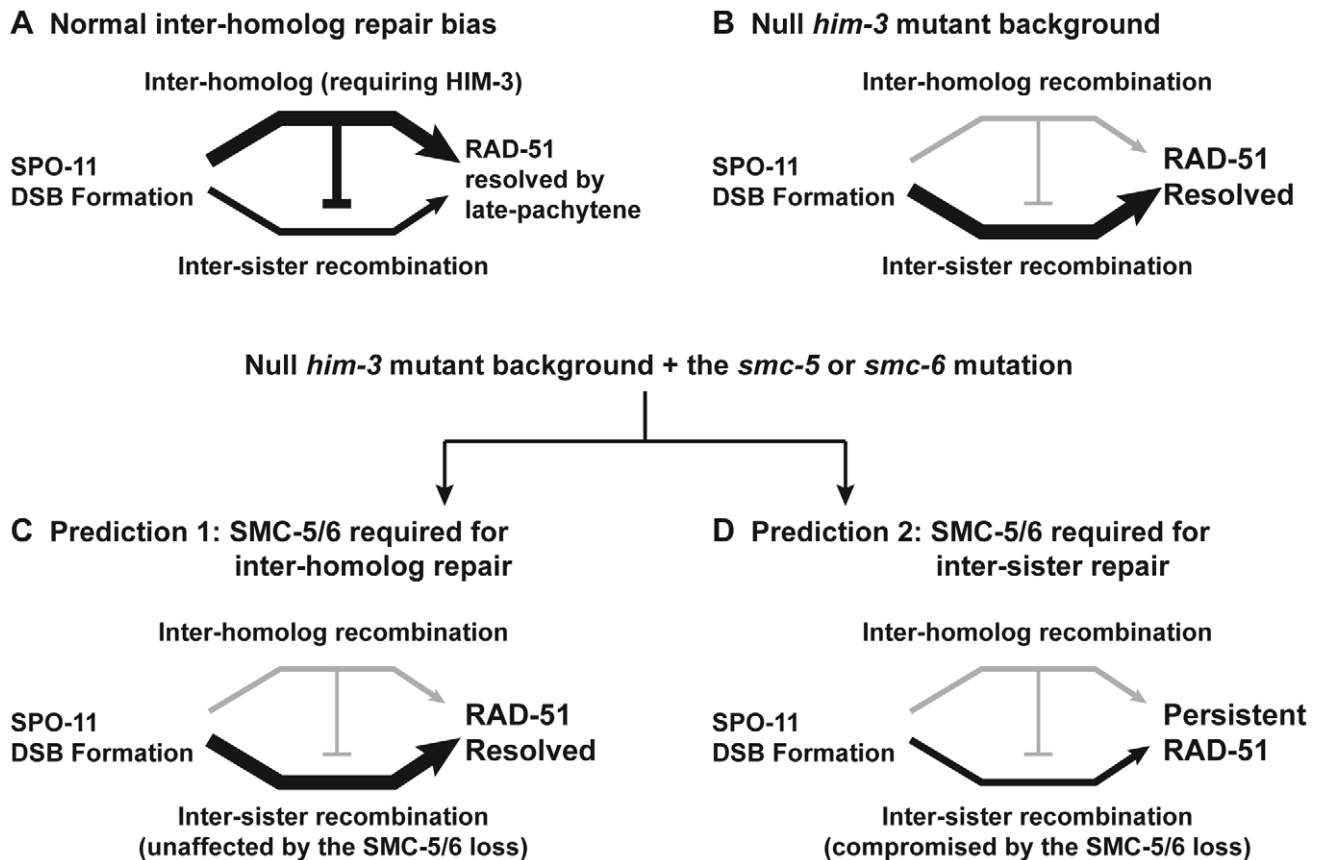 A Normal inter-homolog repair bias
Inter-homolog (requiring HIM-3)
SPO-11
DSB Formation
RAD-51
resolved by
late-pachytene
Inter-sister recombination
B Null him-3 mutant background
Inter-homolog recombination
SPO-11
DSB Formation
RAD-51
Resolved
Inter-sister recombination
Null him-3 mutant background + the smc-5 or smc-6 mutation
C Prediction 1: SMC-5/6 required for
inter-homolog repair
Inter-homolog recombination
SPO-11
DSB Formation
RAD-51
Resolved
Inter-sister recombination
(unaffected by the SMC-5/6 loss)
D Prediction 2: SMC-5/6 required for
inter-sister repair
Inter-homolog recombination
SPO-11
DSB Formation
Persistent
RAD-51
Inter-sister recombination
(compromised by the SMC-5/6 loss)